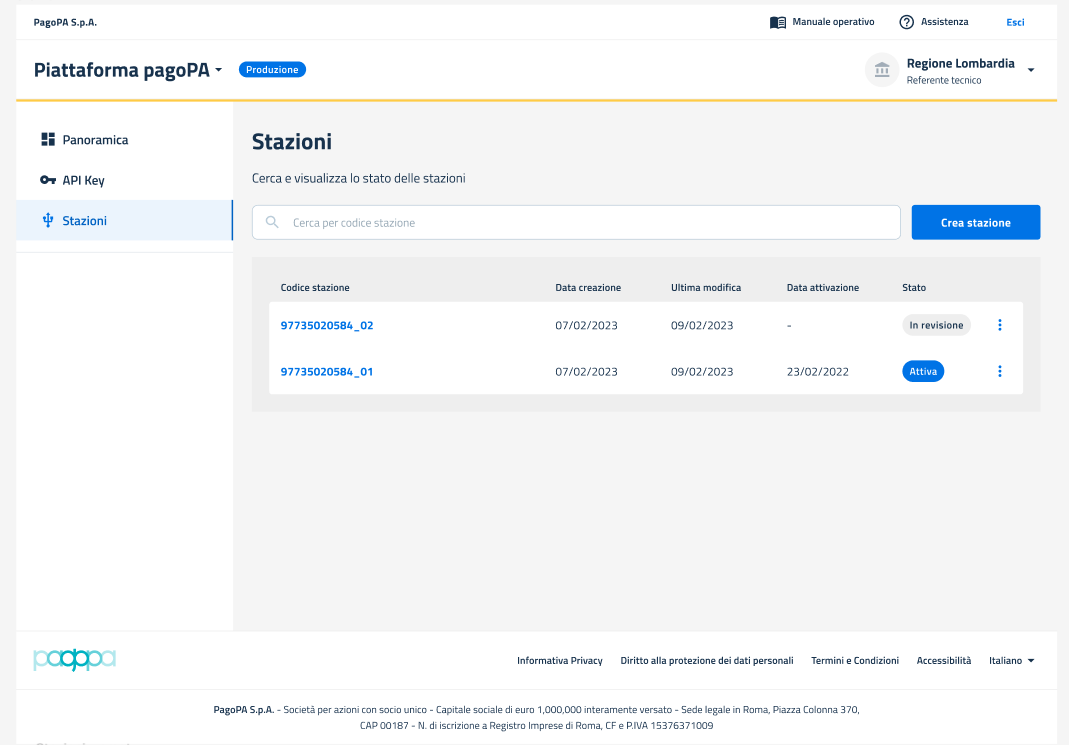 PagoPA S.p.A.
Manuale operativo
Assistenza
Esci
Piattaforma pagoPA
Produzione
Regione Lombardia
Referente tecnico
Panoramica
API Key
Stazioni
Stazioni
Cerca e visualizza lo stato delle stazioni
Cerca per codice stazione
Crea stazione
Codice stazione Data creazione Ultima modifica Data attivazione Stato
97735020584_02 07/02/2023 09/02/2023 - In revisione
97735020584_01 07/02/2023 09/02/2023 23/02/2022 Attiva
pagopa
Informativa Privacy Diritto alla protezione dei dati personali Termini e Condizioni Accessibilità Italiano
PagoPA S.p.A. - Società per azioni con socio unico - Capitale sociale di euro 1,000,000 interamente versato - Sede legale in Roma, Piazza Colonna 370,
CAP 00187 - N. di iscrizione a Registro Imprese di Roma, CF e P.IVA 15376371009